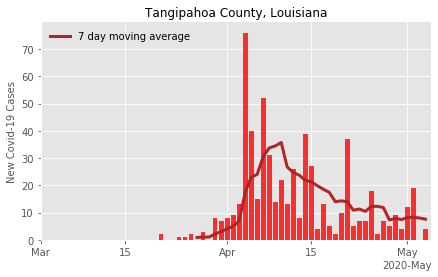 Tangipahoa County, Louisiana
7 day moving average
New Covid-19 Cases
70
60
50
40
30
20
10
0
Mar
15
Apr
15
May
2020-May